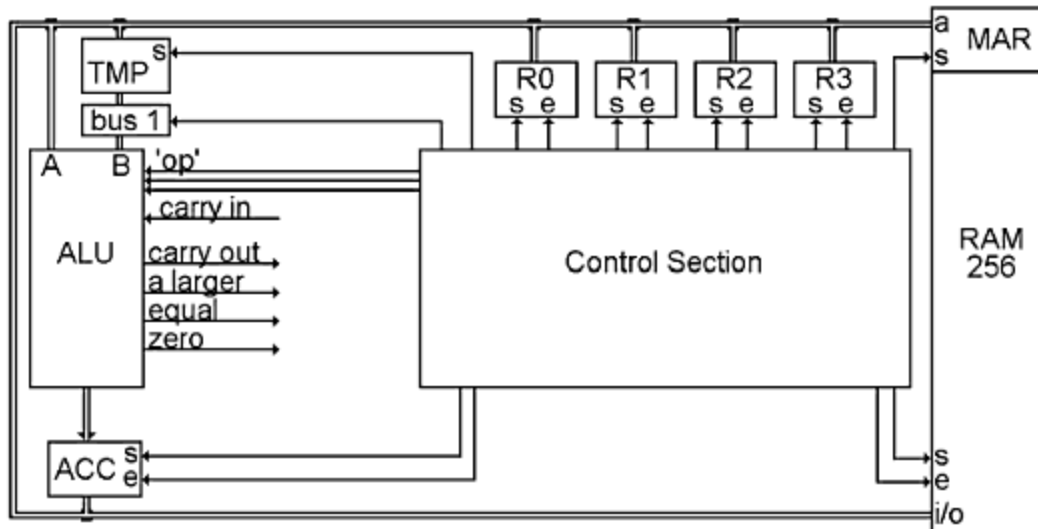 a
MAR
s
s
TMP
R0
R1
R2
R3
s e
s e
s e
s e
bus 1
A
B
'op'
carry in
ALU
carry out
a larger
equal
zero
Control Section
RAM
256
ACC
s
e
s
e
i/o